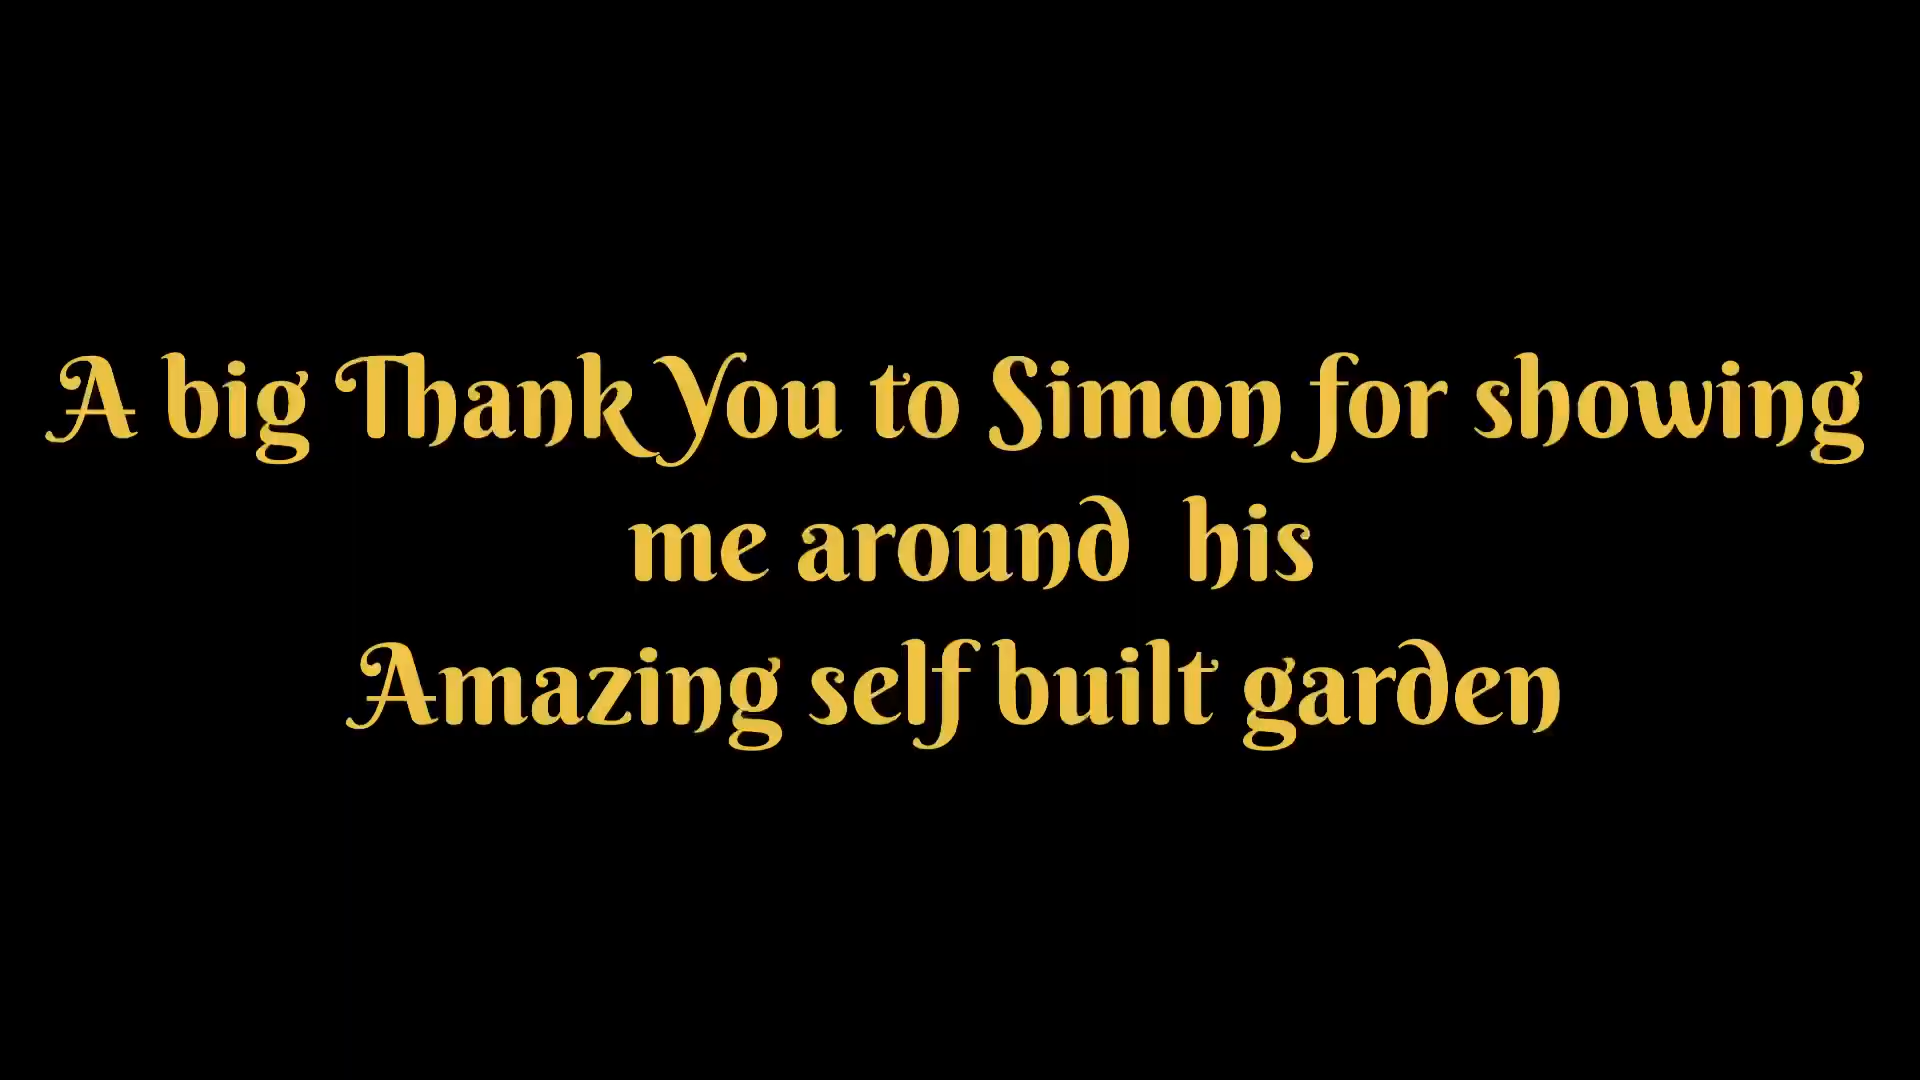 A big Thank You to Simon for showing
me around  his
Amazing self built garden